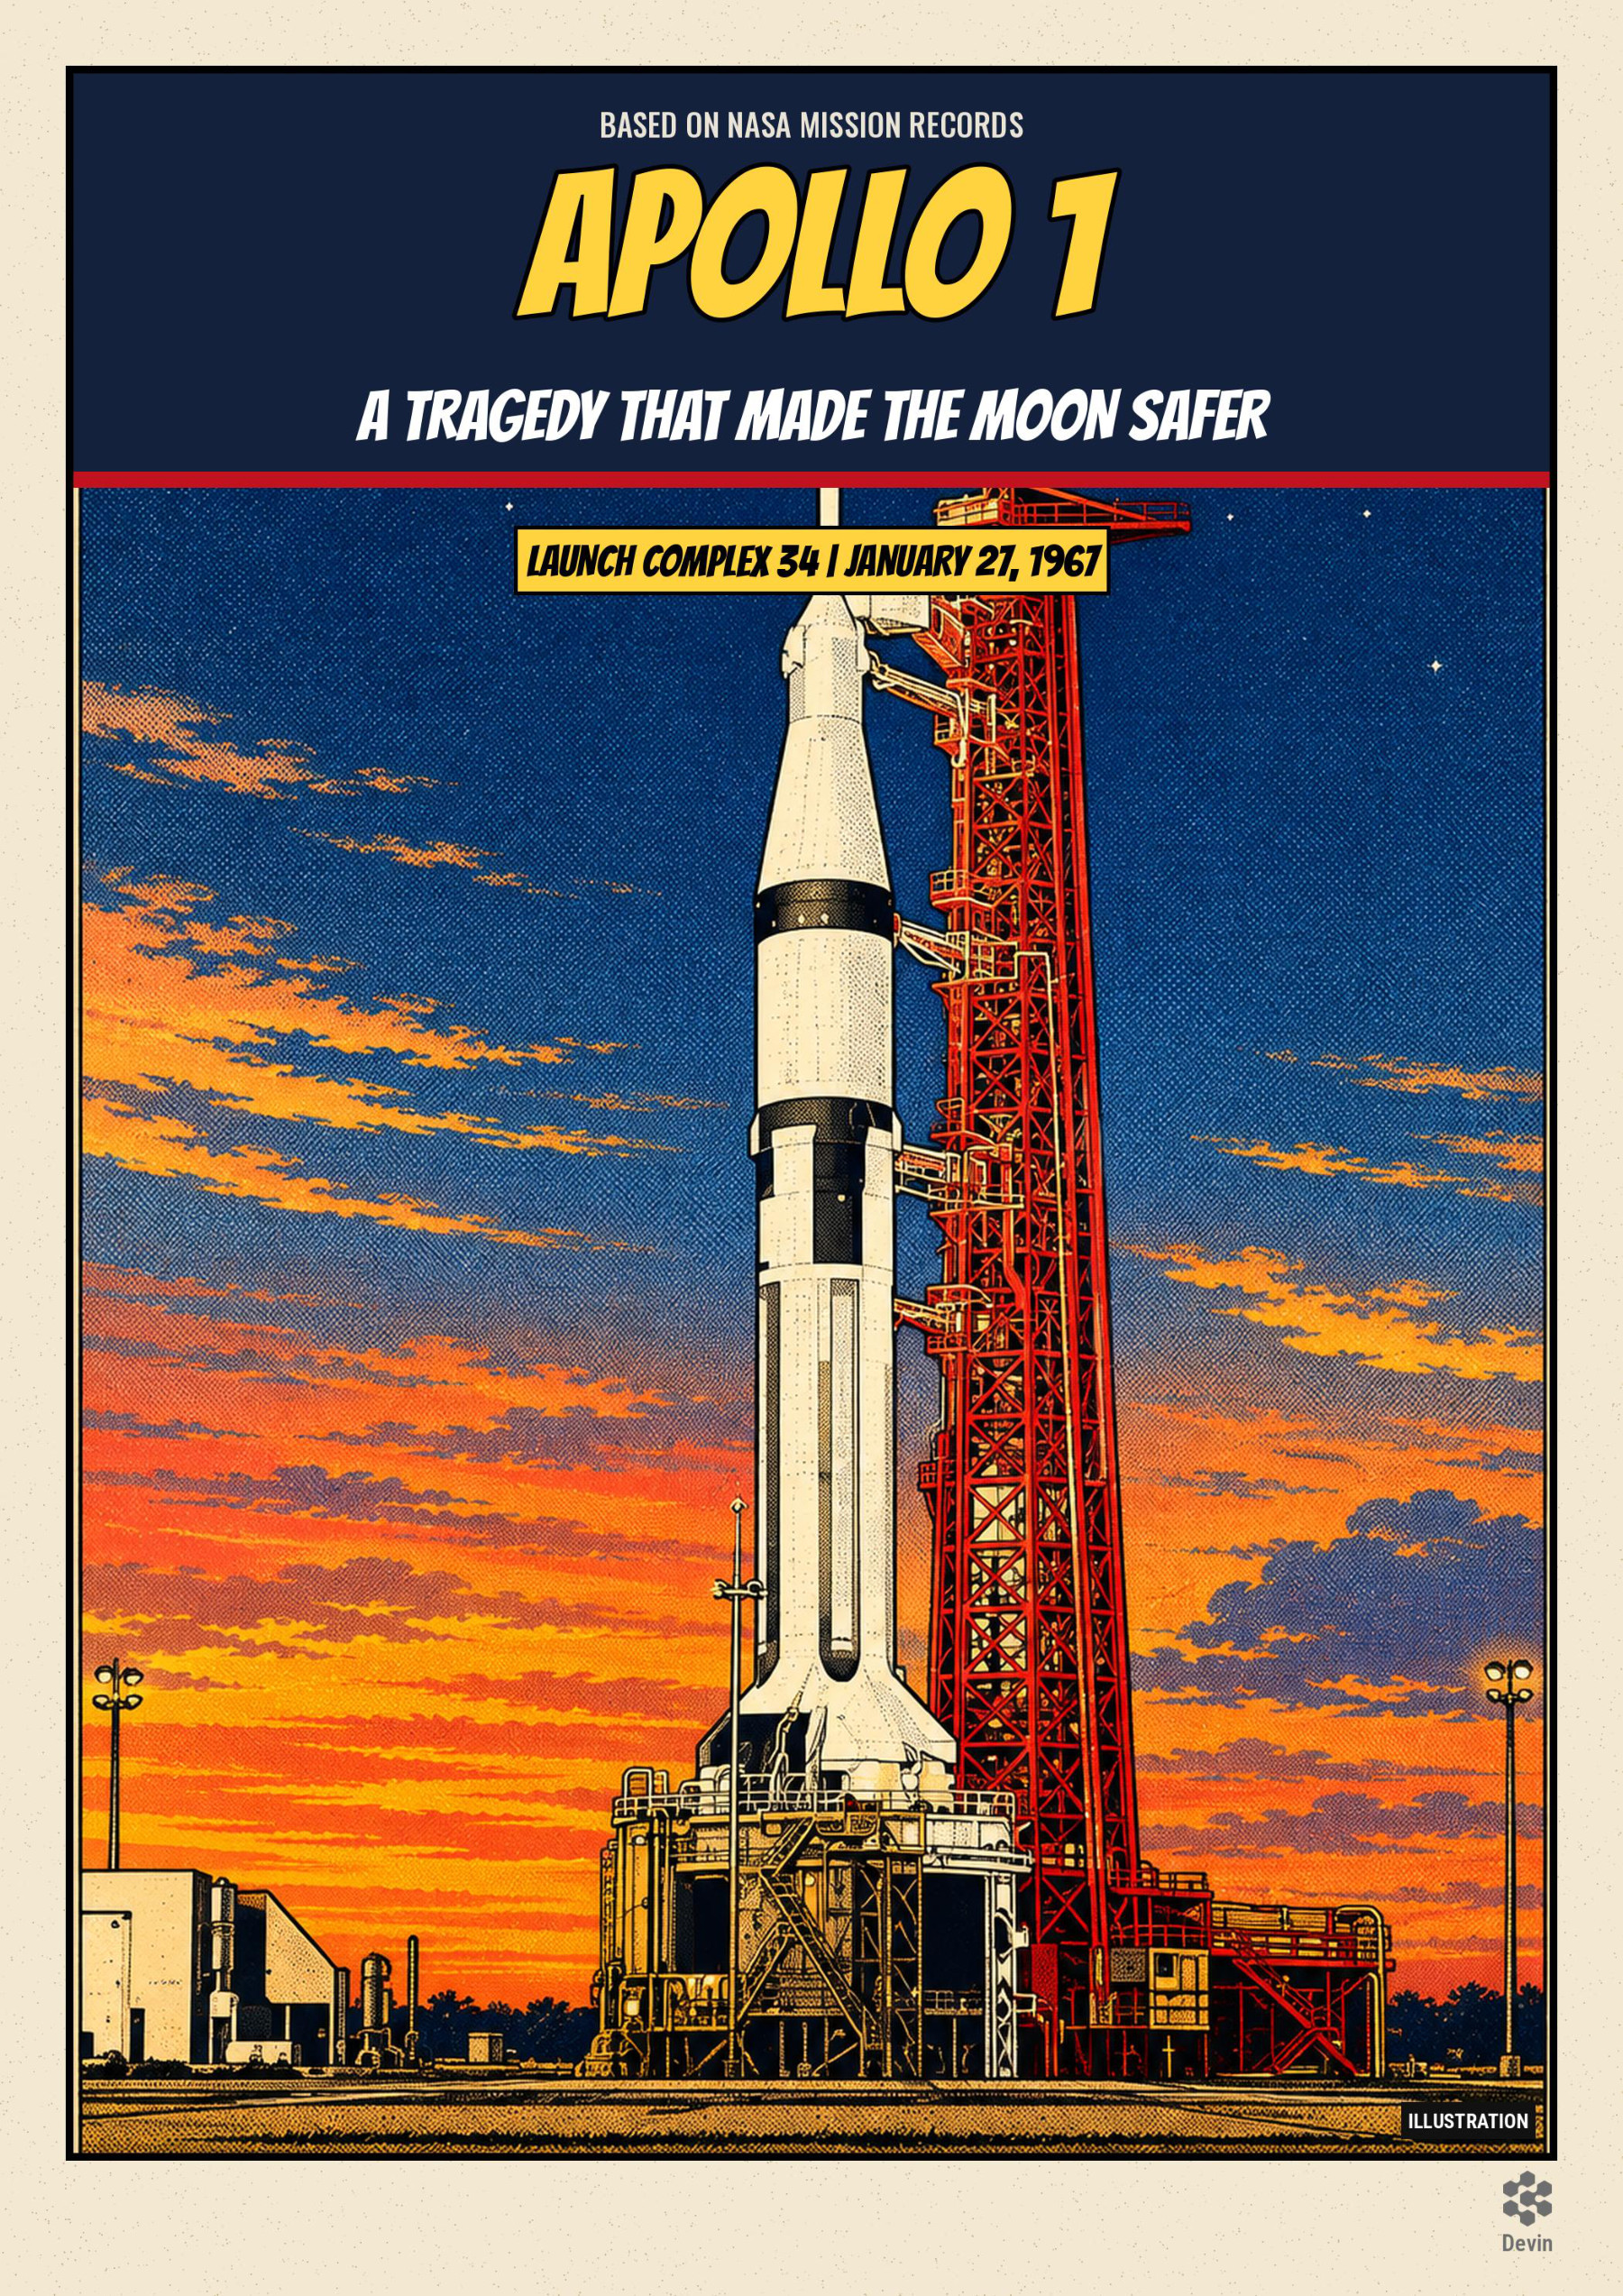 BASED ON NASA MISSION RECORDS
APOLLO 1
A TRAGEDY THAT MADE THE MOON SAFER
LAUNCH COMPLEX 34 | JANUARY 27, 1967
ILLUSTRATION
Devin